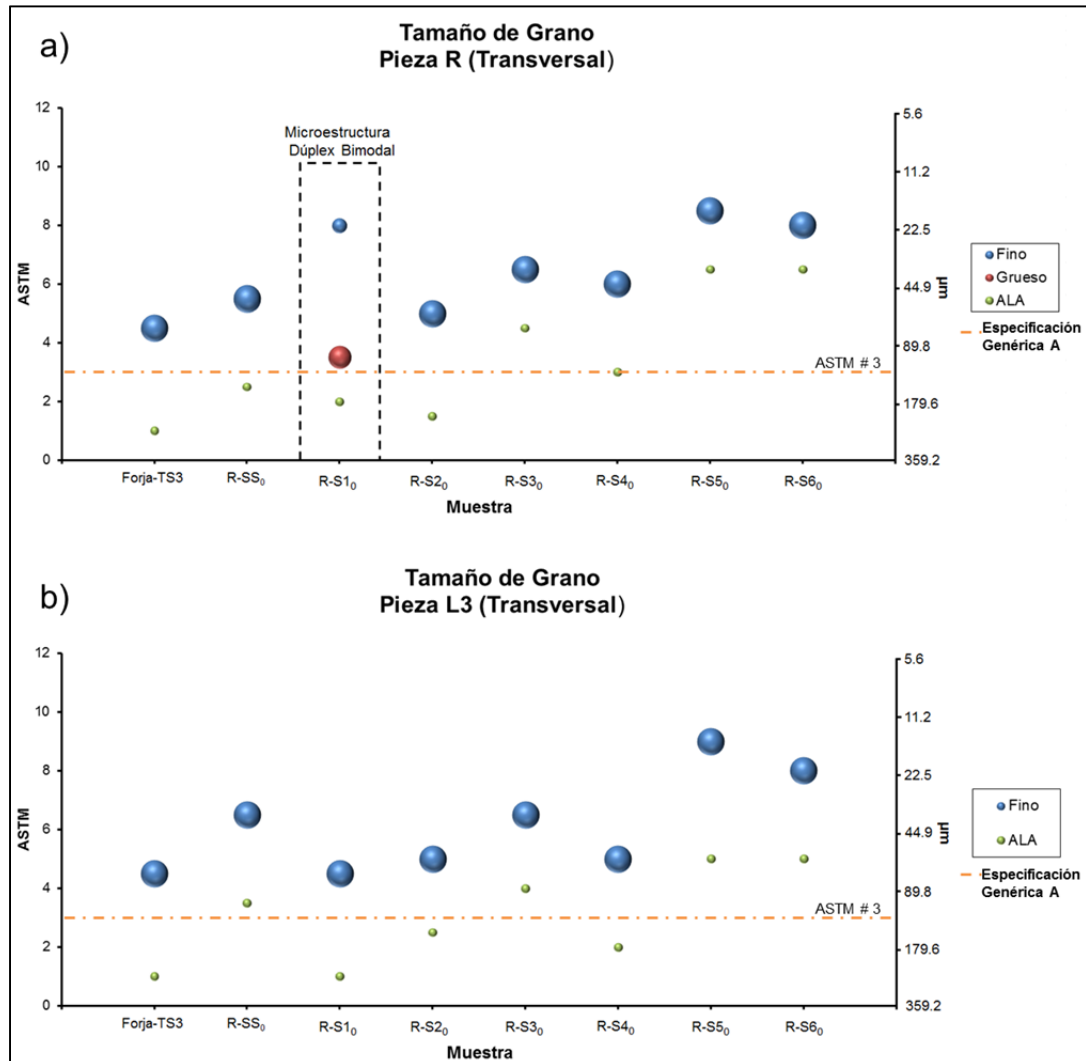 a)
Tamaño de Grano
Pieza R (Transversal)
Microestructura
Dúplex Bimodal
12
10
8
6
4
2
0
ASTM
5.6
11.2
22.5
44.9
89.8
179.6
359.2
µm
ASTM # 3
Fino
Grueso
ALA
Especificación
Genérica A
Forja-TS3 R-SS₀ R-S1₀ R-S2₀ R-S3₀ R-S4₀ R-S5₀ R-S6₀
Muestra
b)
Tamaño de Grano
Pieza L3 (Transversal)
12
10
8
6
4
2
0
ASTM
5.6
11.2
22.5
44.9
89.8
179.6
359.2
µm
ASTM # 3
Fino
ALA
Especificación
Genérica A
Forja-TS3 R-SS₀ R-S1₀ R-S2₀ R-S3₀ R-S4₀ R-S5₀ R-S6₀
Muestra